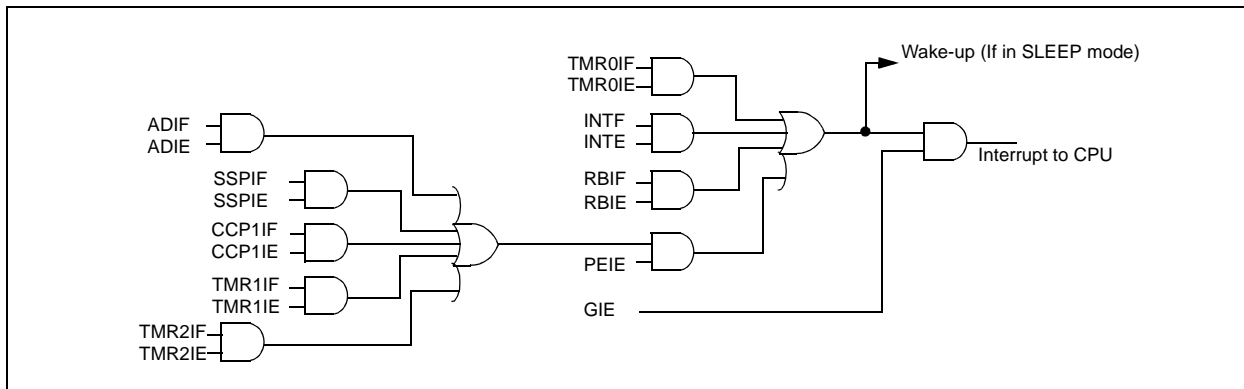 Wake-up (If in SLEEP mode)
TMR0IF
TMR0IE
ADIF
ADIE
INTF
INTE
Interrupt to CPU
SSPIF
SSPIE
RBIF
RBIE
CCP1IF
CCP1IE
PEIE
TMR1IF
TMR1IE
GIE
TMR2IF
TMR2IE